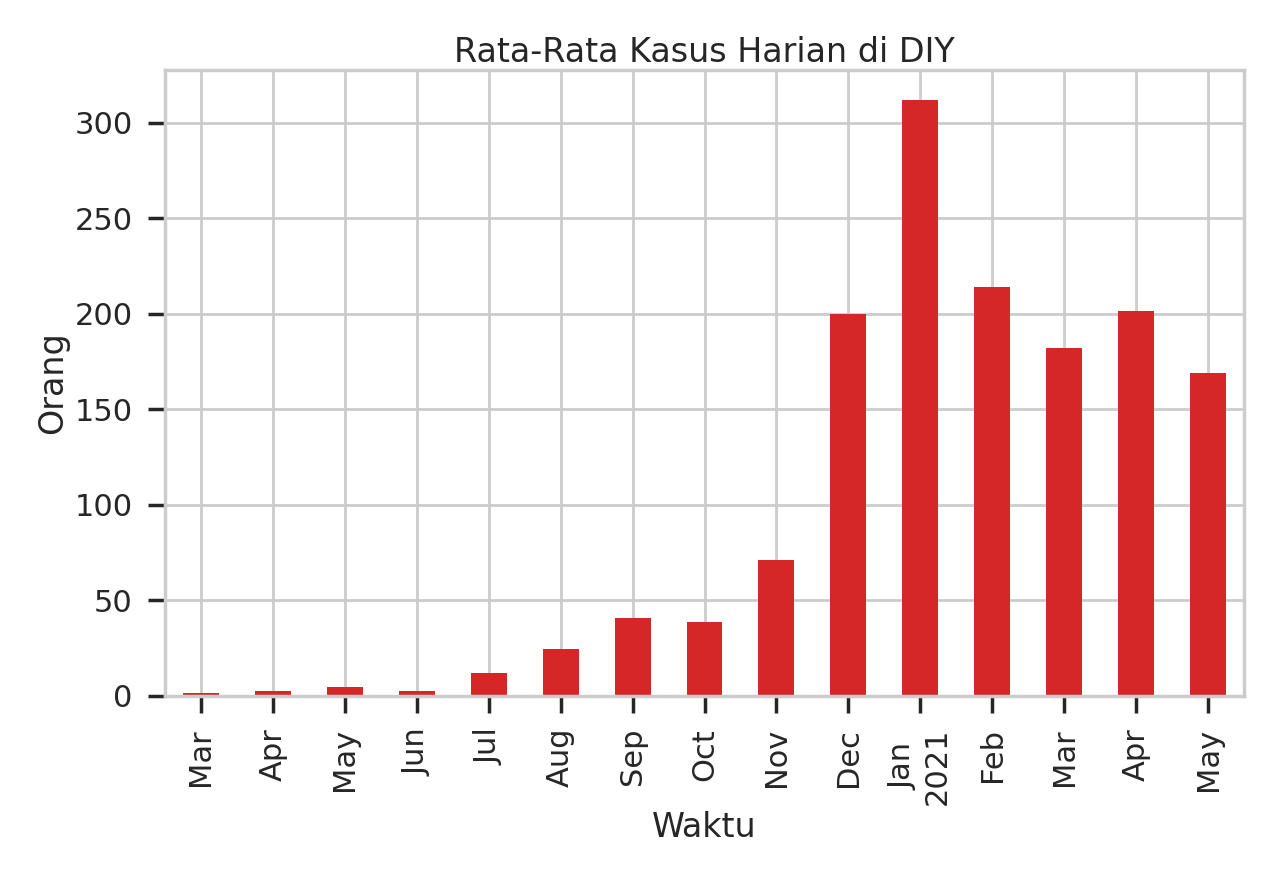 Rata-Rata Kasus Harian di DIY
Orang
300
250
200
150
100
50
0
Mar
Apr
May
Jun
Jul
Aug
Sep
Oct
Nov
Dec
Jan
2021
Feb
Mar
Apr
May
Waktu